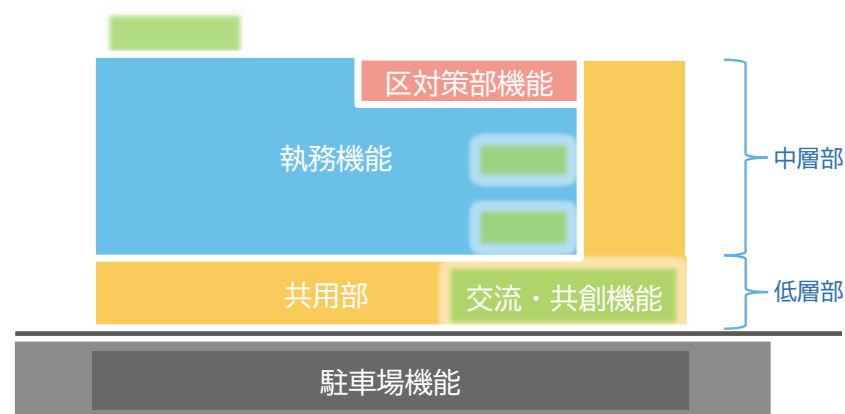 区対策部機能
執務機能
中層部
共用部
交流・共創機能
低層部
駐車場機能